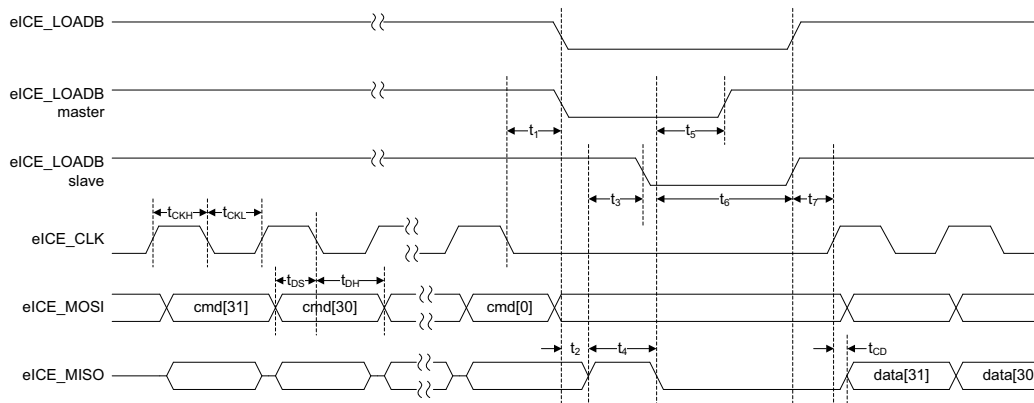 eICE_LOADB
eICE_LOADB
master
t1
t5
eICE_LOADB
slave
t3
t6
t7
tCKH
tCKL
eICE_CLK
tDS
tDH
eICE_MOSI
cmd[31]
cmd[30]
cmd[0]
t2
t4
tCD
eICE_MISO
data[31]
data[30